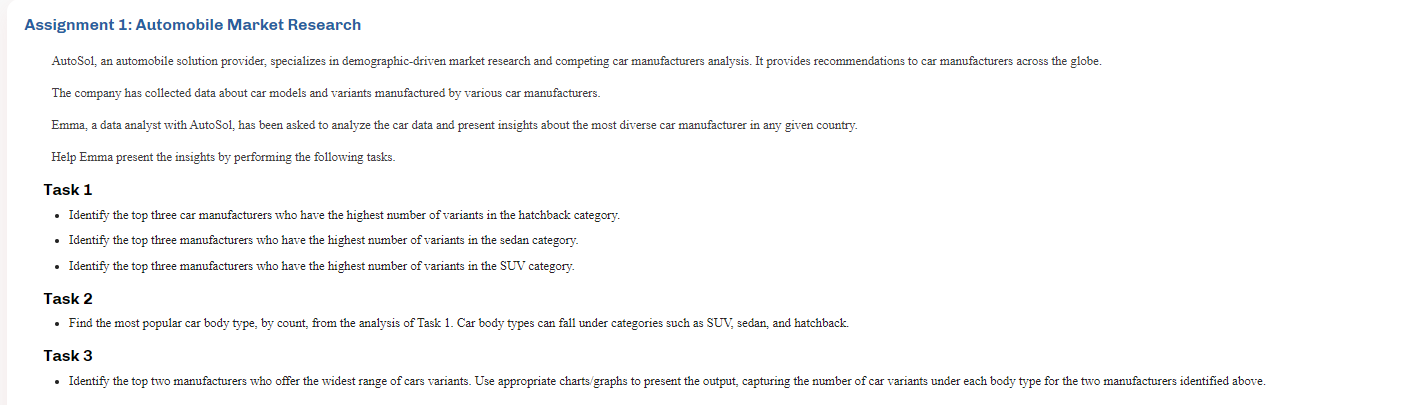 Assignment 1: Automobile Market Research
AutoSol, an automobile solution provider, specializes in demographic-driven market research and competing car manufacturers analysis. It provides recommendations to car manufacturers across the globe.
The company has collected data about car models and variants manufactured by various car manufacturers.
Emma, a data analyst with AutoSol, has been asked to analyze the car data and present insights about the most diverse car manufacturer in any given country.
Help Emma present the insights by performing the following tasks.
Task 1
• Identify the top three car manufacturers who have the highest number of variants in the hatchback category.
• Identify the top three manufacturers who have the highest number of variants in the sedan category.
• Identify the top three manufacturers who have the highest number of variants in the SUV category.
Task 2
• Find the most popular car body type, by count, from the analysis of Task 1. Car body types can fall under categories such as SUV, sedan, and hatchback.
Task 3
• Identify the top two manufacturers who offer the widest range of cars variants. Use appropriate charts/graphs to present the output, capturing the number of car variants under each body type for the two manufacturers identified above.